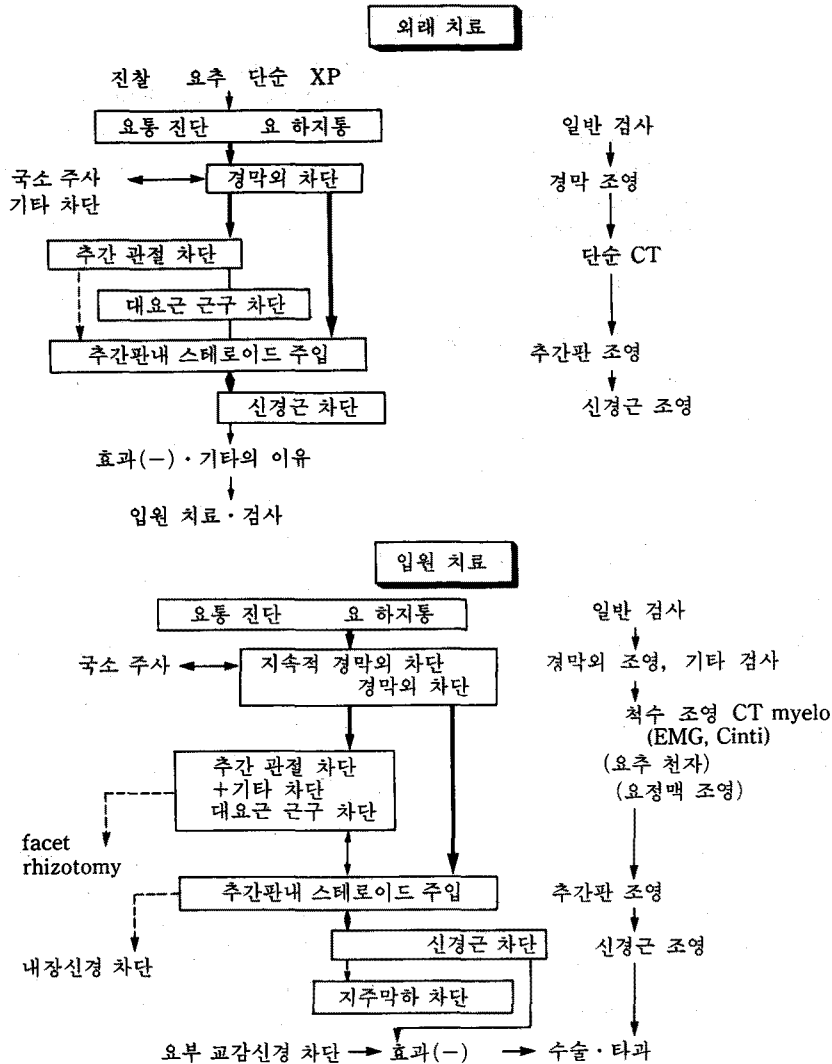 외래 치료
진찰 요추 단순 XP
요통 진단 요 하지통
국소 주사
기타 차단
경막외 차단
추간 관절 차단
대요근 근구 차단
추간판내 스테로이드 주입
신경근 차단
효과(−)·기타의 이유
입원 치료·검사
일반 검사
경막 조영
단순 CT
추간판 조영
신경근 조영
입원 치료
요통 진단 요 하지통
국소 주사
지속적 경막외 차단
경막외 차단
추간 관절 차단
+기타 차단
대요근 근구 차단
facet
rhizotomy
추간판내 스테로이드 주입
내장신경 차단
신경근 차단
지주막하 차단
요부 교감신경 차단
효과(−)
수술·타과
일반 검사
경막외 조영, 기타 검사
척수 조영 CT myelo
(EMG, Cinti)
(요추 천자)
(요정맥 조영)
추간판 조영
신경근 조영